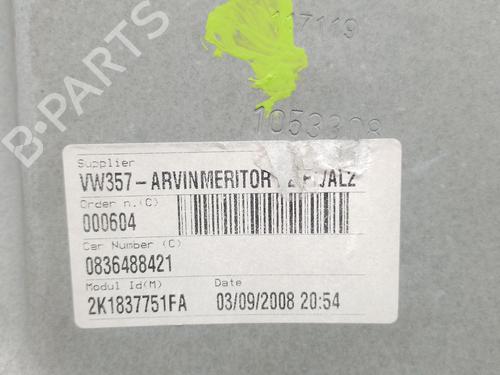 B-PARTS
117119
Supplier
VW357-ARVINMERITOR
Order n.(C)
000604
Car Number (C)
0836488421
Modul Id(M)
2K1837751FA
Date
03/09/2008 20:54